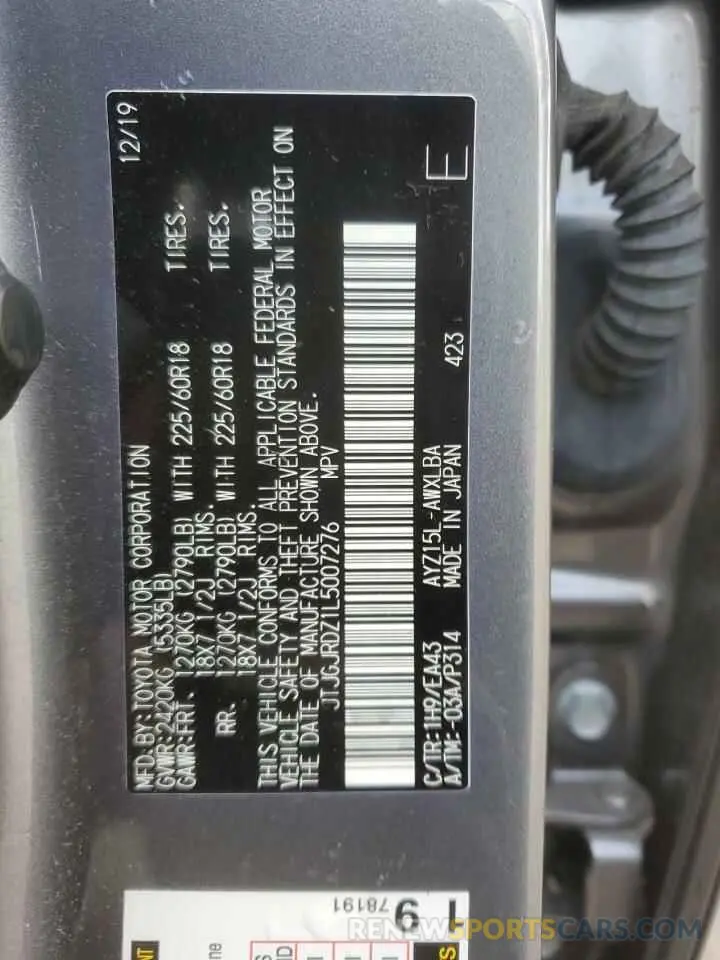 MFD.BY:TOYOTA MOTOR CORPORATION 12/19
GVWR:2420KG (5335LB)
GAWR:FRT. 1270KG (2790LB) WITH 225/60R18 TIRES.
18X7 1/2J RIMS.
RR. 1270KG (2790LB) WITH 225/60R18 TIRES.
18X7 1/2J RIMS.
THIS VEHICLE CONFORMS TO ALL APPLICABLE FEDERAL MOTOR
VEHICLE SAFETY AND THEFT PREVENTION STANDARDS IN EFFECT ON
THE DATE OF MANUFACTURE SHOWN ABOVE.
JTJGJRDZ1L5007276 MPV
C/TR:1H9/EA43 AYZ15L-AWXLBA
A/TM:-03A/P314 MADE IN JAPAN 423
E
78191
RENEWSPORTSCARS.COM